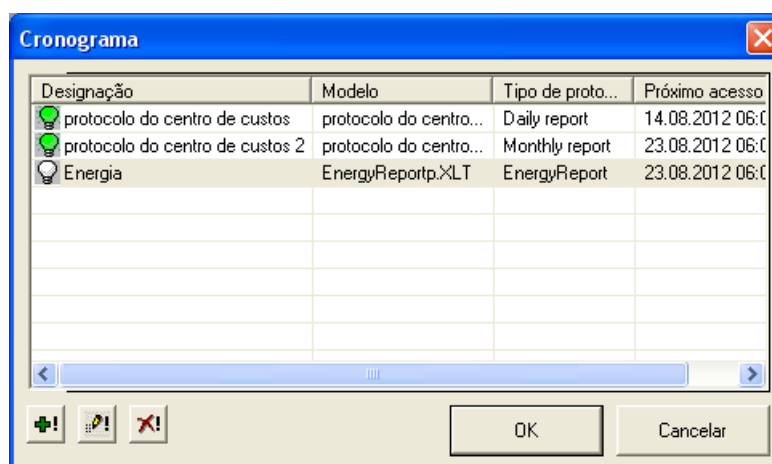 Cronograma
Designação Modelo Tipo de proto... Próximo acesso
protocolo do centro de custos protocolo do centro... Daily report 14.08.2012 06:0
protocolo do centro de custos 2 protocolo do centro... Monthly report 23.08.2012 06:0
Energia EnergyReportp.XLT EnergyReport 23.08.2012 06:0
OK Cancelar